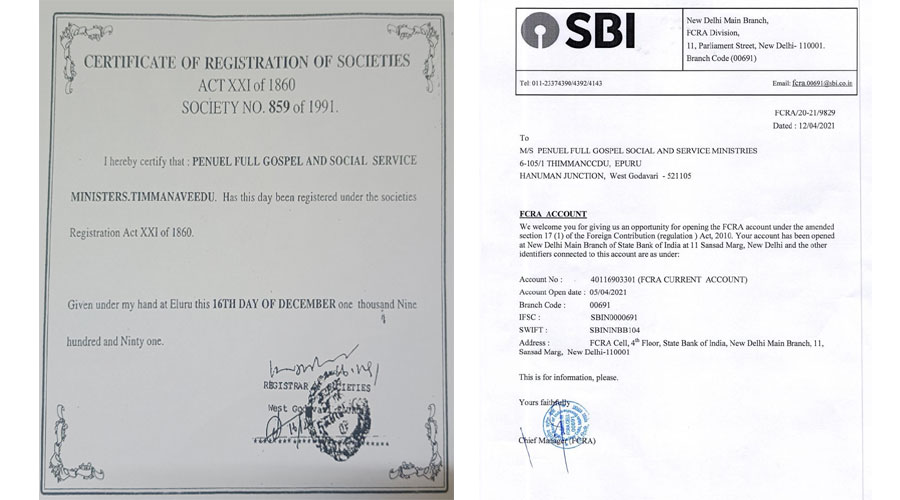 CERTIFICATE OF REGISTRATION OF SOCIETIES
ACT XXI of 1860
SOCIETY NO. 859 of 1991.
I hereby certify that : PENUEL FULL GOSPEL AND SOCIAL SERVICE
MINISTERS.TIMMANAVEEDU. Has this day been registered under the societies
Registration Act XXI of 1860.
Given under my hand at Eluru this 16TH DAY OF DECEMBER one thousand Nine
hundred and Ninty one.
REGISTRAR OF SOCIETIES
West Godavari
SBI
New Delhi Main Branch,
FCRA Division,
11, Parliament Street, New Delhi- 110001.
Branch Code (00691)
Tel: 011-23374390/4392/4143
Email: fcra.00691@sbi.co.in
FCRA/20-21/9829
Dated : 12/04/2021
To
M/S PENUEL FULL GOSPEL SOCIAL AND SERVICE MINISTRIES
6-105/1 THIMMANCCDU, EPURU
HANUMAN JUNCTION, West Godavari - 521105
FCRA ACCOUNT
We welcome you for giving us an opportunity for opening the FCRA account under the amended
section 17 (1) of the Foreign Contribution (regulation ) Act, 2010. Your account has been opened
at New Delhi Main Branch of State Bank of India at 11 Sansad Marg, New Delhi and the other
identifiers connected to this account are as under:
Account No : 40116903301 (FCRA CURRENT ACCOUNT)
Account Open date : 05/04/2021
Branch Code : 00691
IFSC : SBIN0000691
SWIFT : SBININBB104
Address : FCRA Cell, 4th Floor, State Bank of India, New Delhi Main Branch, 11,
Sansad Marg, New Delhi-110001
This is for information, please.
Yours faithfully
Chief Manager (FCRA)